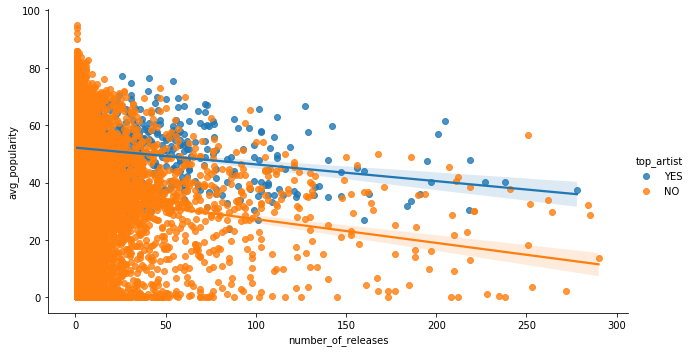 100
80
60
40
20
0
avg_popularity
0 50 100 150 200 250 300
number_of_releases
top_artist
YES
NO